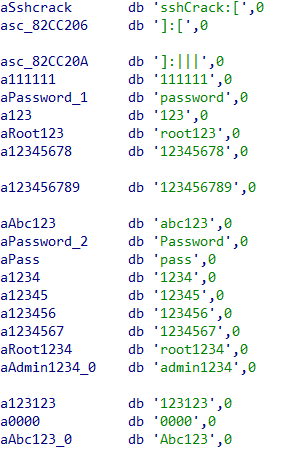 aSshcrack db 'sshCrack:[',0
asc_82CC206 db ']:[',0
asc_82CC20A db ']:|||',0
a111111 db '111111',0
aPassword_1 db 'password',0
a123 db '123',0
aRoot123 db 'root123',0
a12345678 db '12345678',0
a123456789 db '123456789',0
aAbc123 db 'abc123',0
aPassword_2 db 'Password',0
aPass db 'pass',0
a1234 db '1234',0
a12345 db '12345',0
a123456 db '123456',0
a1234567 db '1234567',0
aRoot1234 db 'root1234',0
aAdmin1234_0 db 'admin1234',0
a123123 db '123123',0
a0000 db '0000',0
aAbc123_0 db 'Abc123',0